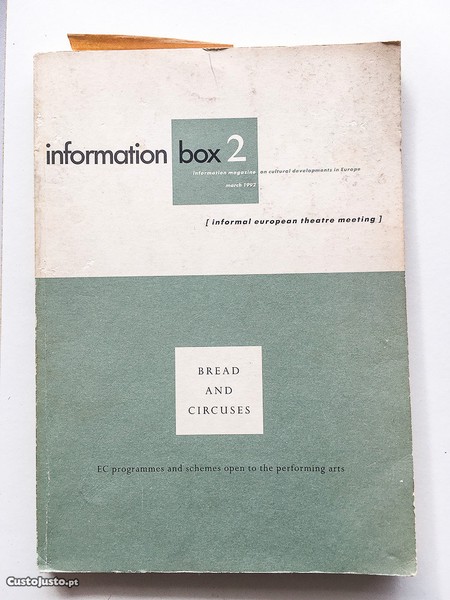 information box 2
information magazine on cultural developments in Europe
march 1992
[ informal european theatre meeting ]
BREAD
AND
CIRCUSES
EC programmes and schemes open to the performing arts
CustoJusto.pt